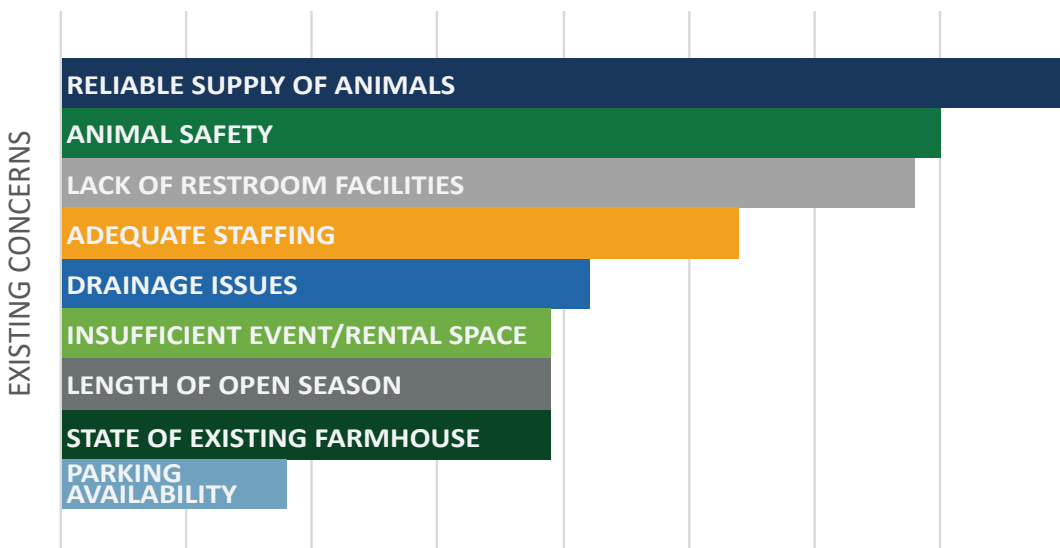 EXISTING CONCERNS
RELIABLE SUPPLY OF ANIMALS
ANIMAL SAFETY
LACK OF RESTROOM FACILITIES
ADEQUATE STAFFING
DRAINAGE ISSUES
INSUFFICIENT EVENT/RENTAL SPACE
LENGTH OF OPEN SEASON
STATE OF EXISTING FARMHOUSE
PARKING
AVAILABILITY